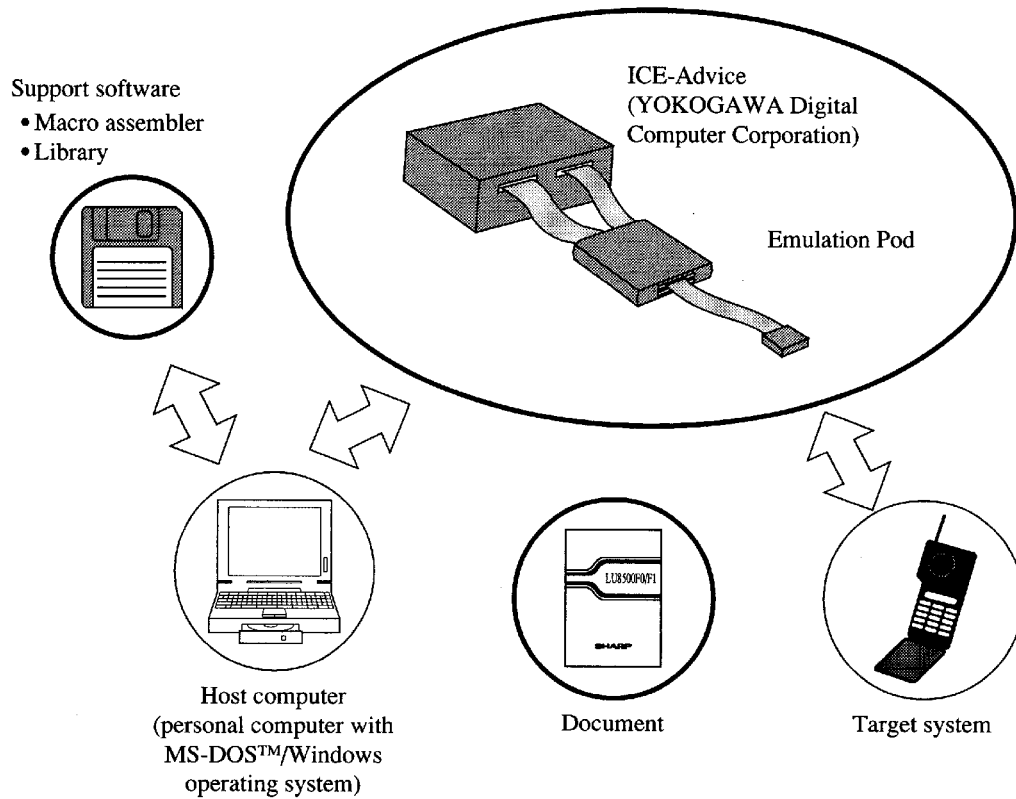 Support software
• Macro assembler
• Library
ICE-Advice
(YOKOGAWA Digital
Computer Corporation)
Emulation Pod
LU8500F0/F1
SHARP
Host computer
(personal computer with
MS-DOS™/Windows
operating system)
Document
Target system